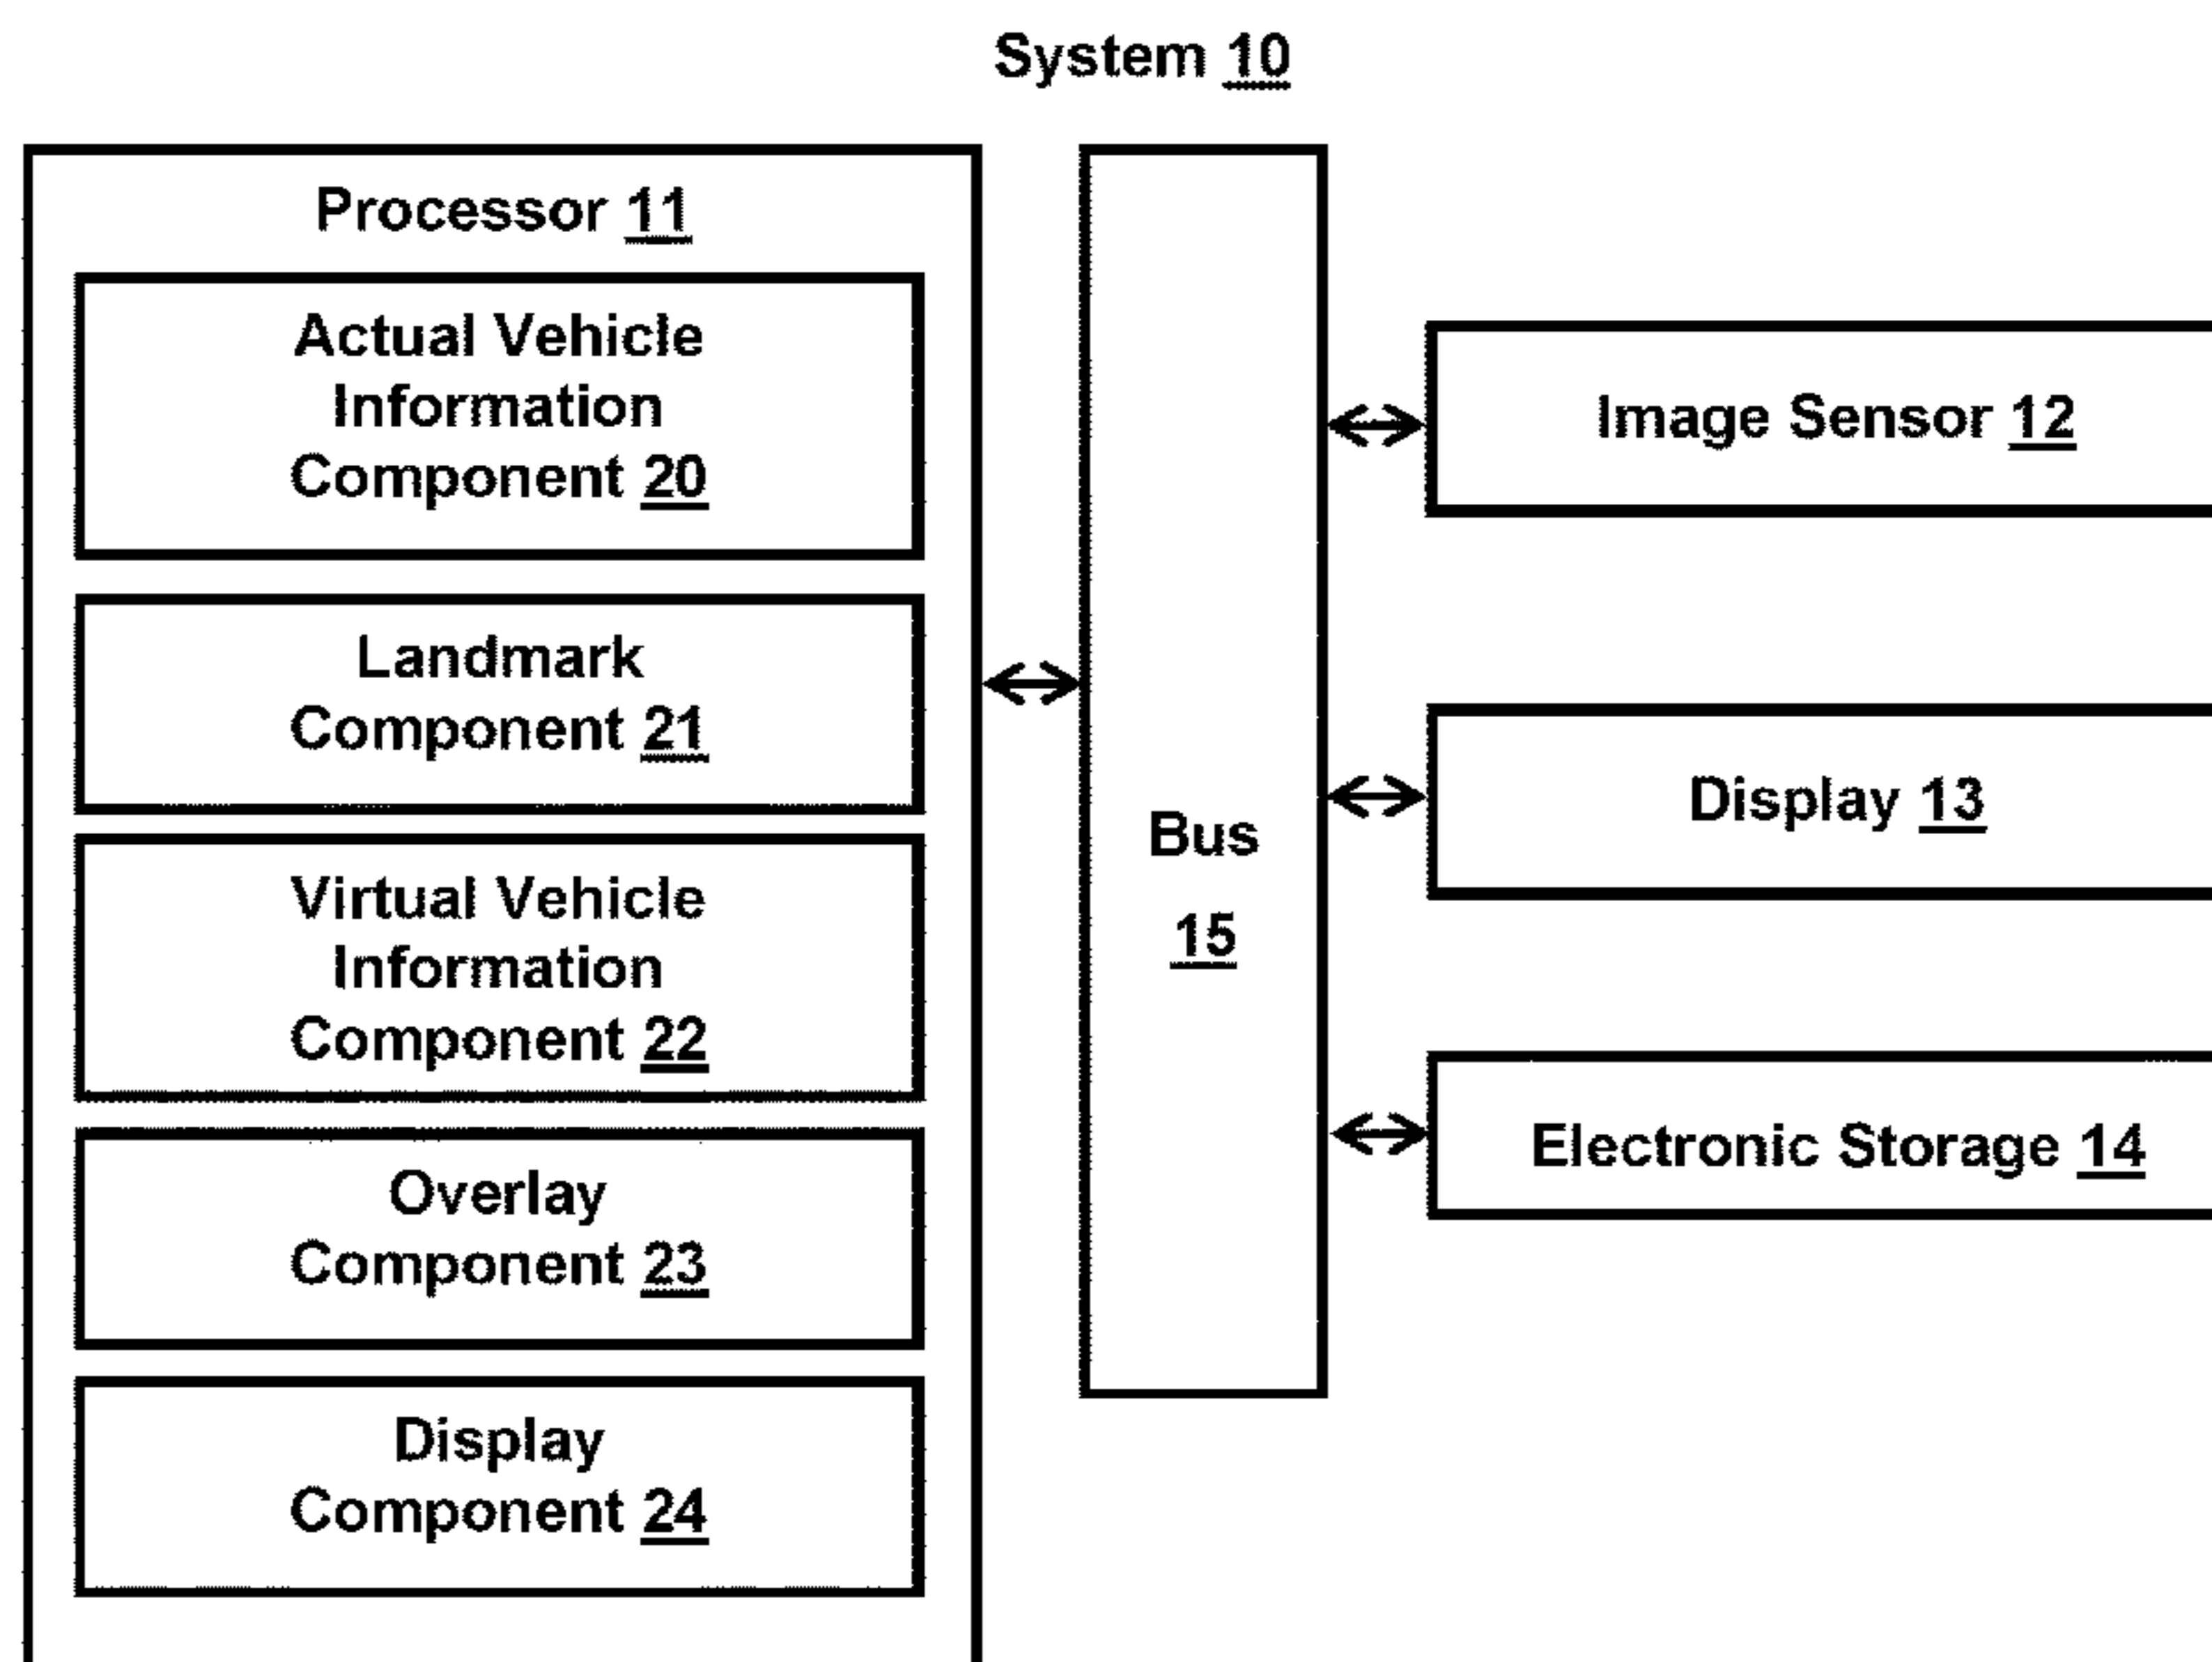 System 10
Processor 11
Actual Vehicle
Information
Component 20
Landmark
Component 21
Virtual Vehicle
Information
Component 22
Overlay
Component 23
Display
Component 24
Bus
15
Image Sensor 12
Display 13
Electronic Storage 14